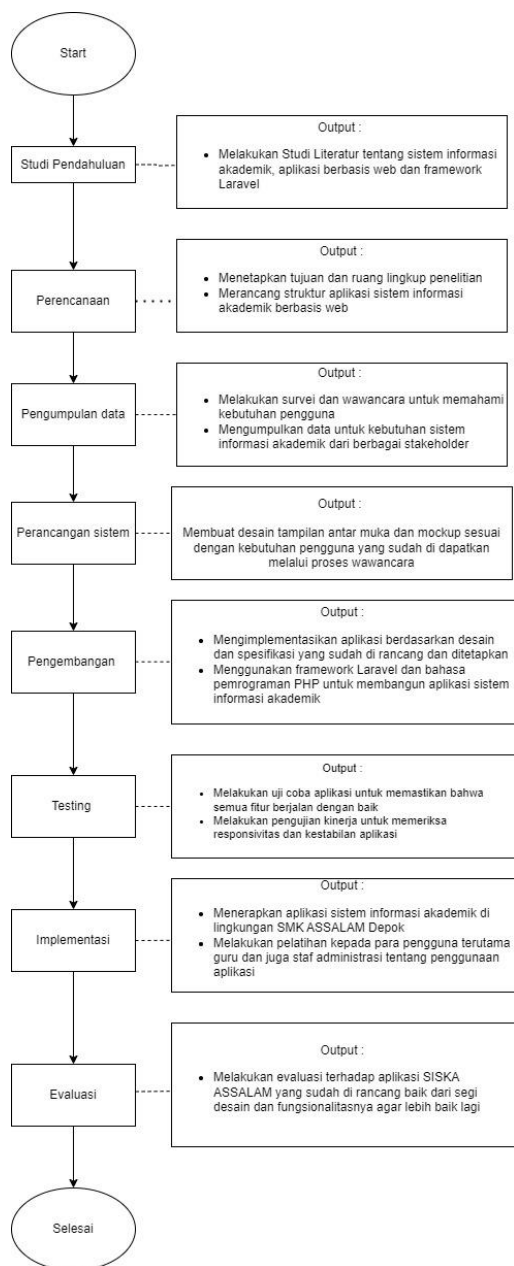 Start
Studi Pendahuluan
Output :
• Melakukan Studi Literatur tentang sistem informasi
akademik, aplikasi berbasis web dan framework
Laravel
Perencanaan
Output :
• Menetapkan tujuan dan ruang lingkup penelitian
• Merancang struktur aplikasi sistem informasi
akademik berbasis web
Pengumpulan data
Output :
• Melakukan survei dan wawancara untuk memahami
kebutuhan pengguna
• Mengumpulkan data untuk kebutuhan sistem
informasi akademik dari berbagai stakeholder
Perancangan sistem
Output :
Membuat desain tampilan antar muka dan mockup sesuai
dengan kebutuhan pengguna yang sudah di dapatkan
melalui proses wawancara
Pengembangan
Output :
• Mengimplementasikan aplikasi berdasarkan desain
dan spesifikasi yang sudah di rancang dan ditetapkan
• Menggunakan framework Laravel dan bahasa
pemrograman PHP untuk membangun aplikasi sistem
informasi akademik
Testing
Output :
• Melakukan uji coba aplikasi untuk memastikan bahwa
semua fitur berjalan dengan baik
• Melakukan pengujian kinerja untuk memeriksa
responsivitas dan kestabilan aplikasi
Implementasi
Output :
• Menerapkan aplikasi sistem informasi akademik di
lingkungan SMK ASSALAM Depok
• Melakukan pelatihan kepada para pengguna terutama
guru dan juga staf administrasi tentang penggunaan
aplikasi
Evaluasi
Output :
• Melakukan evaluasi terhadap aplikasi SISKA
ASSALAM yang sudah di rancang baik dari segi
desain dan fungsionalitasnya agar lebih baik lagi
Selesai